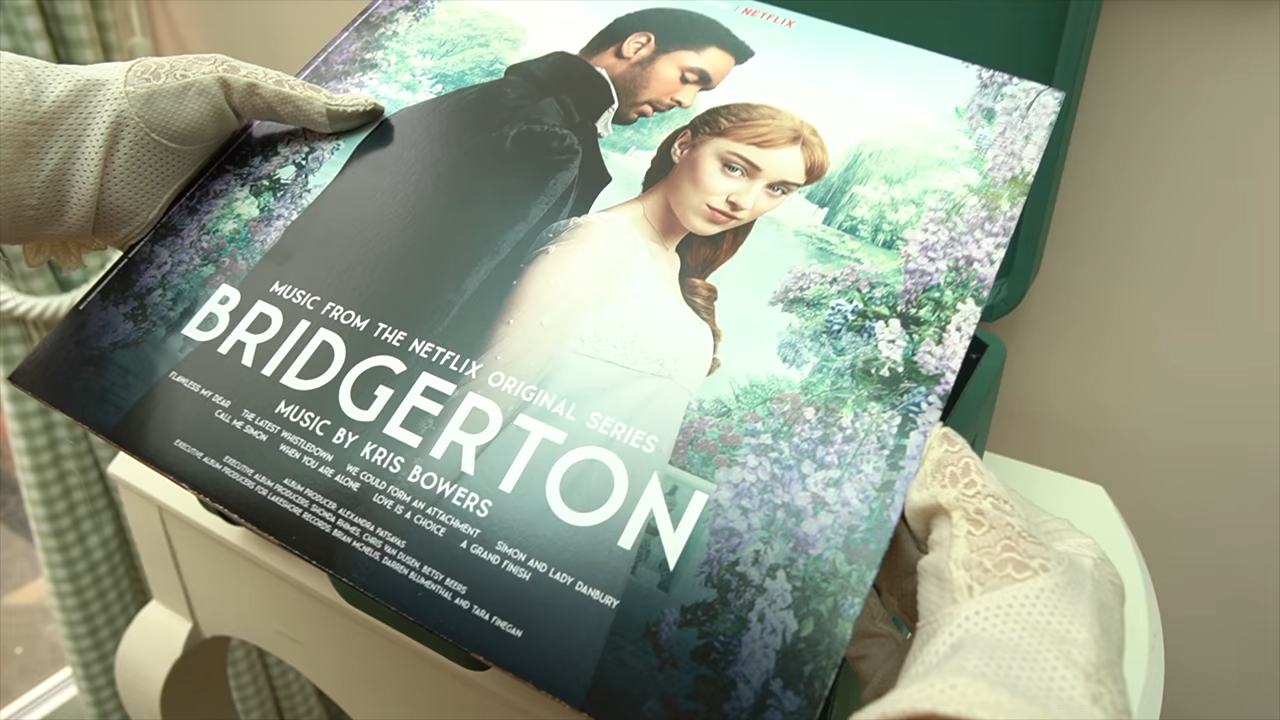 NETFLIX
MUSIC FROM THE NETFLIX ORIGINAL SERIES
BRIDGERTON
MUSIC BY KRIS BOWERS
FLAWLESS MY DEAR THE LATEST WHISTLEDOWN WE COULD FORM AN ATTACHMENT SIMON AND LADY DANBURY
CALL ME SIMON WHEN YOU ARE ALONE LOVE IS A CHOICE A GRAND FINISH
ALBUM PRODUCER: ALEXANDRA PATSAVAS
EXECUTIVE ALBUM PRODUCERS: SHONDA RHIMES, CHRIS VAN DUSEN, BETSY BEERS
EXECUTIVE ALBUM PRODUCERS FOR LAKESHORE RECORDS: BRIAN MCNELIS, DARREN BLUMENTHAL AND TARA FINEGAN